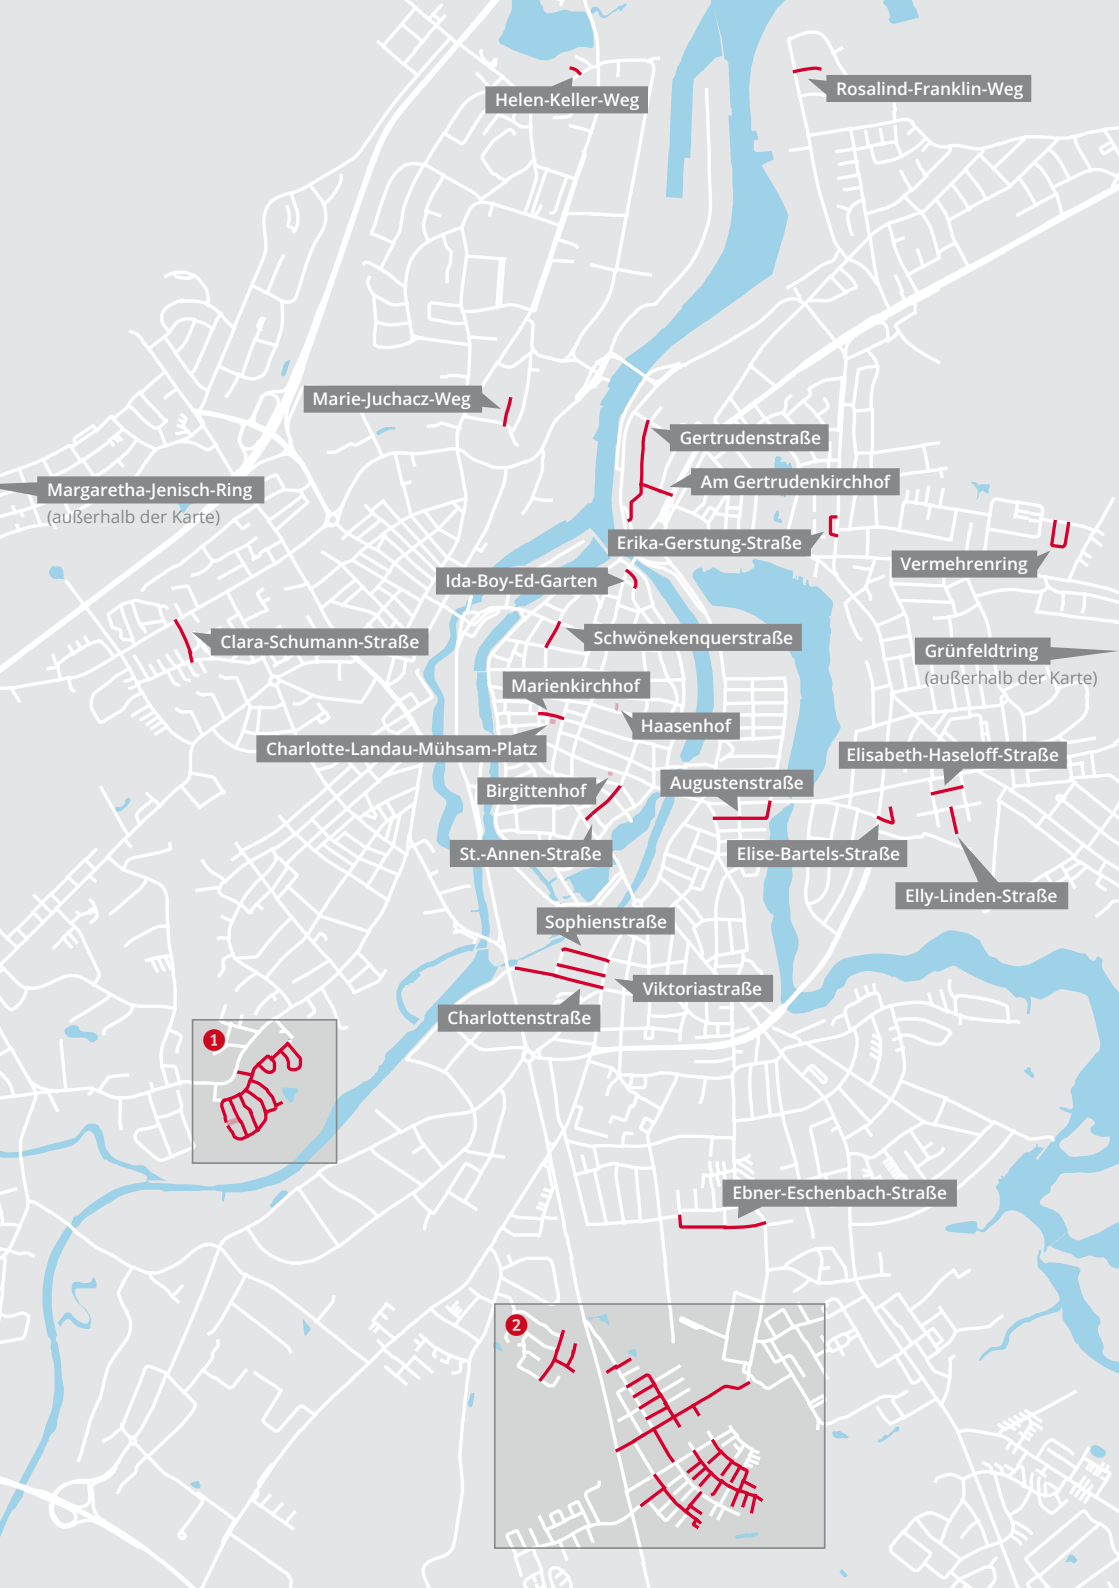 Helen-Keller-Weg
Rosalind-Franklin-Weg
Marie-Juchacz-Weg
Gertrudenstraße
Am Gertrudenkirchhof
Margaretha-Jenisch-Ring
(außerhalb der Karte)
Erika-Gerstung-Straße
Vermehrenring
Ida-Boy-Ed-Garten
Clara-Schumann-Straße
Schwönekenquerstraße
Grünfeldtring
(außerhalb der Karte)
Marienkirchhof
Haasenhof
Charlotte-Landau-Mühsam-Platz
Elisabeth-Haseloff-Straße
Birgittenhof
Augustenstraße
St.-Annen-Straße
Elise-Bartels-Straße
Elly-Linden-Straße
Sophienstraße
Viktoriastraße
Charlottenstraße
1
Ebner-Eschenbach-Straße
2